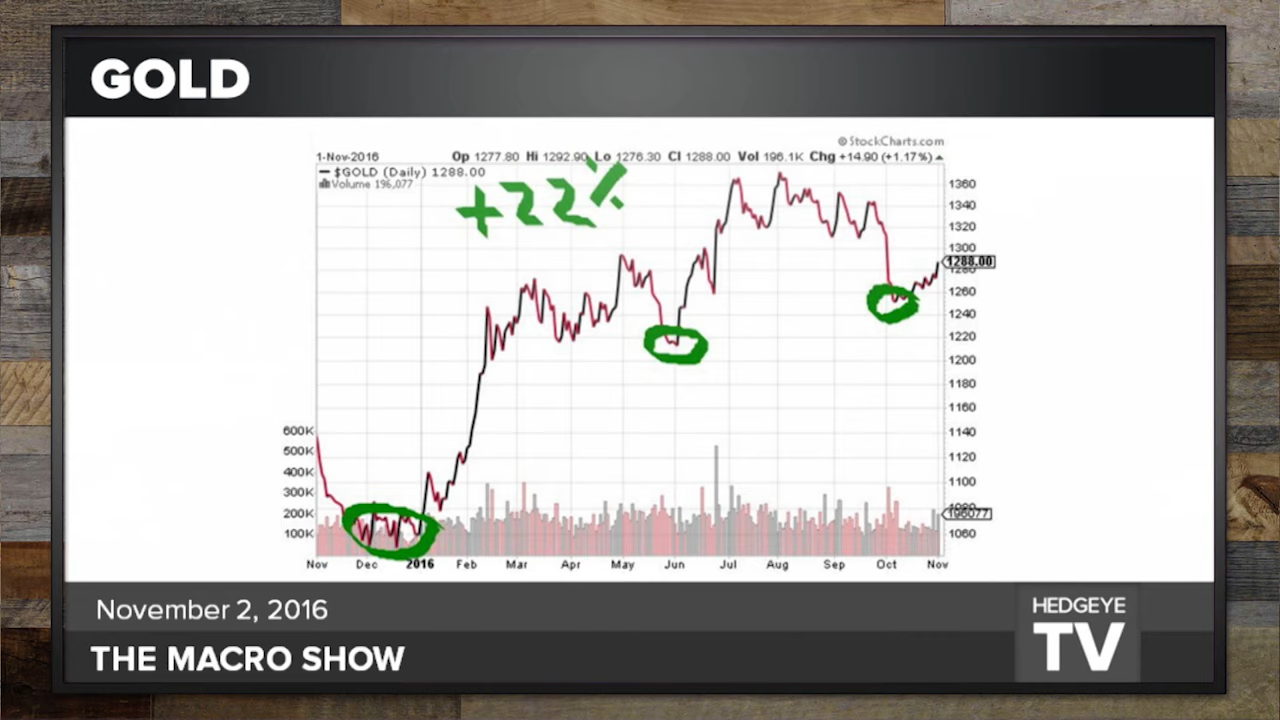 GOLD
©StockCharts.com
1-Nov-2016 Op 1277.80 Hi 1292.90 Lo 1276.30 Cl 1288.00 Vol 196.1K Chg +14.90 (+1.17%)
$GOLD (Daily) 1288.00
Volume 196,077
+22%
1360
1340
1320
1300
1288.00
1280
1260
1240
1220
1200
1180
1160
600K 1140
500K 1120
400K 1100
300K
200K 1080
196077
100K 1060
Nov Dec 2016 Feb Mar Apr May Jun Jul Aug Sep Oct Nov
November 2, 2016
THE MACRO SHOW
HEDGEYE
TV